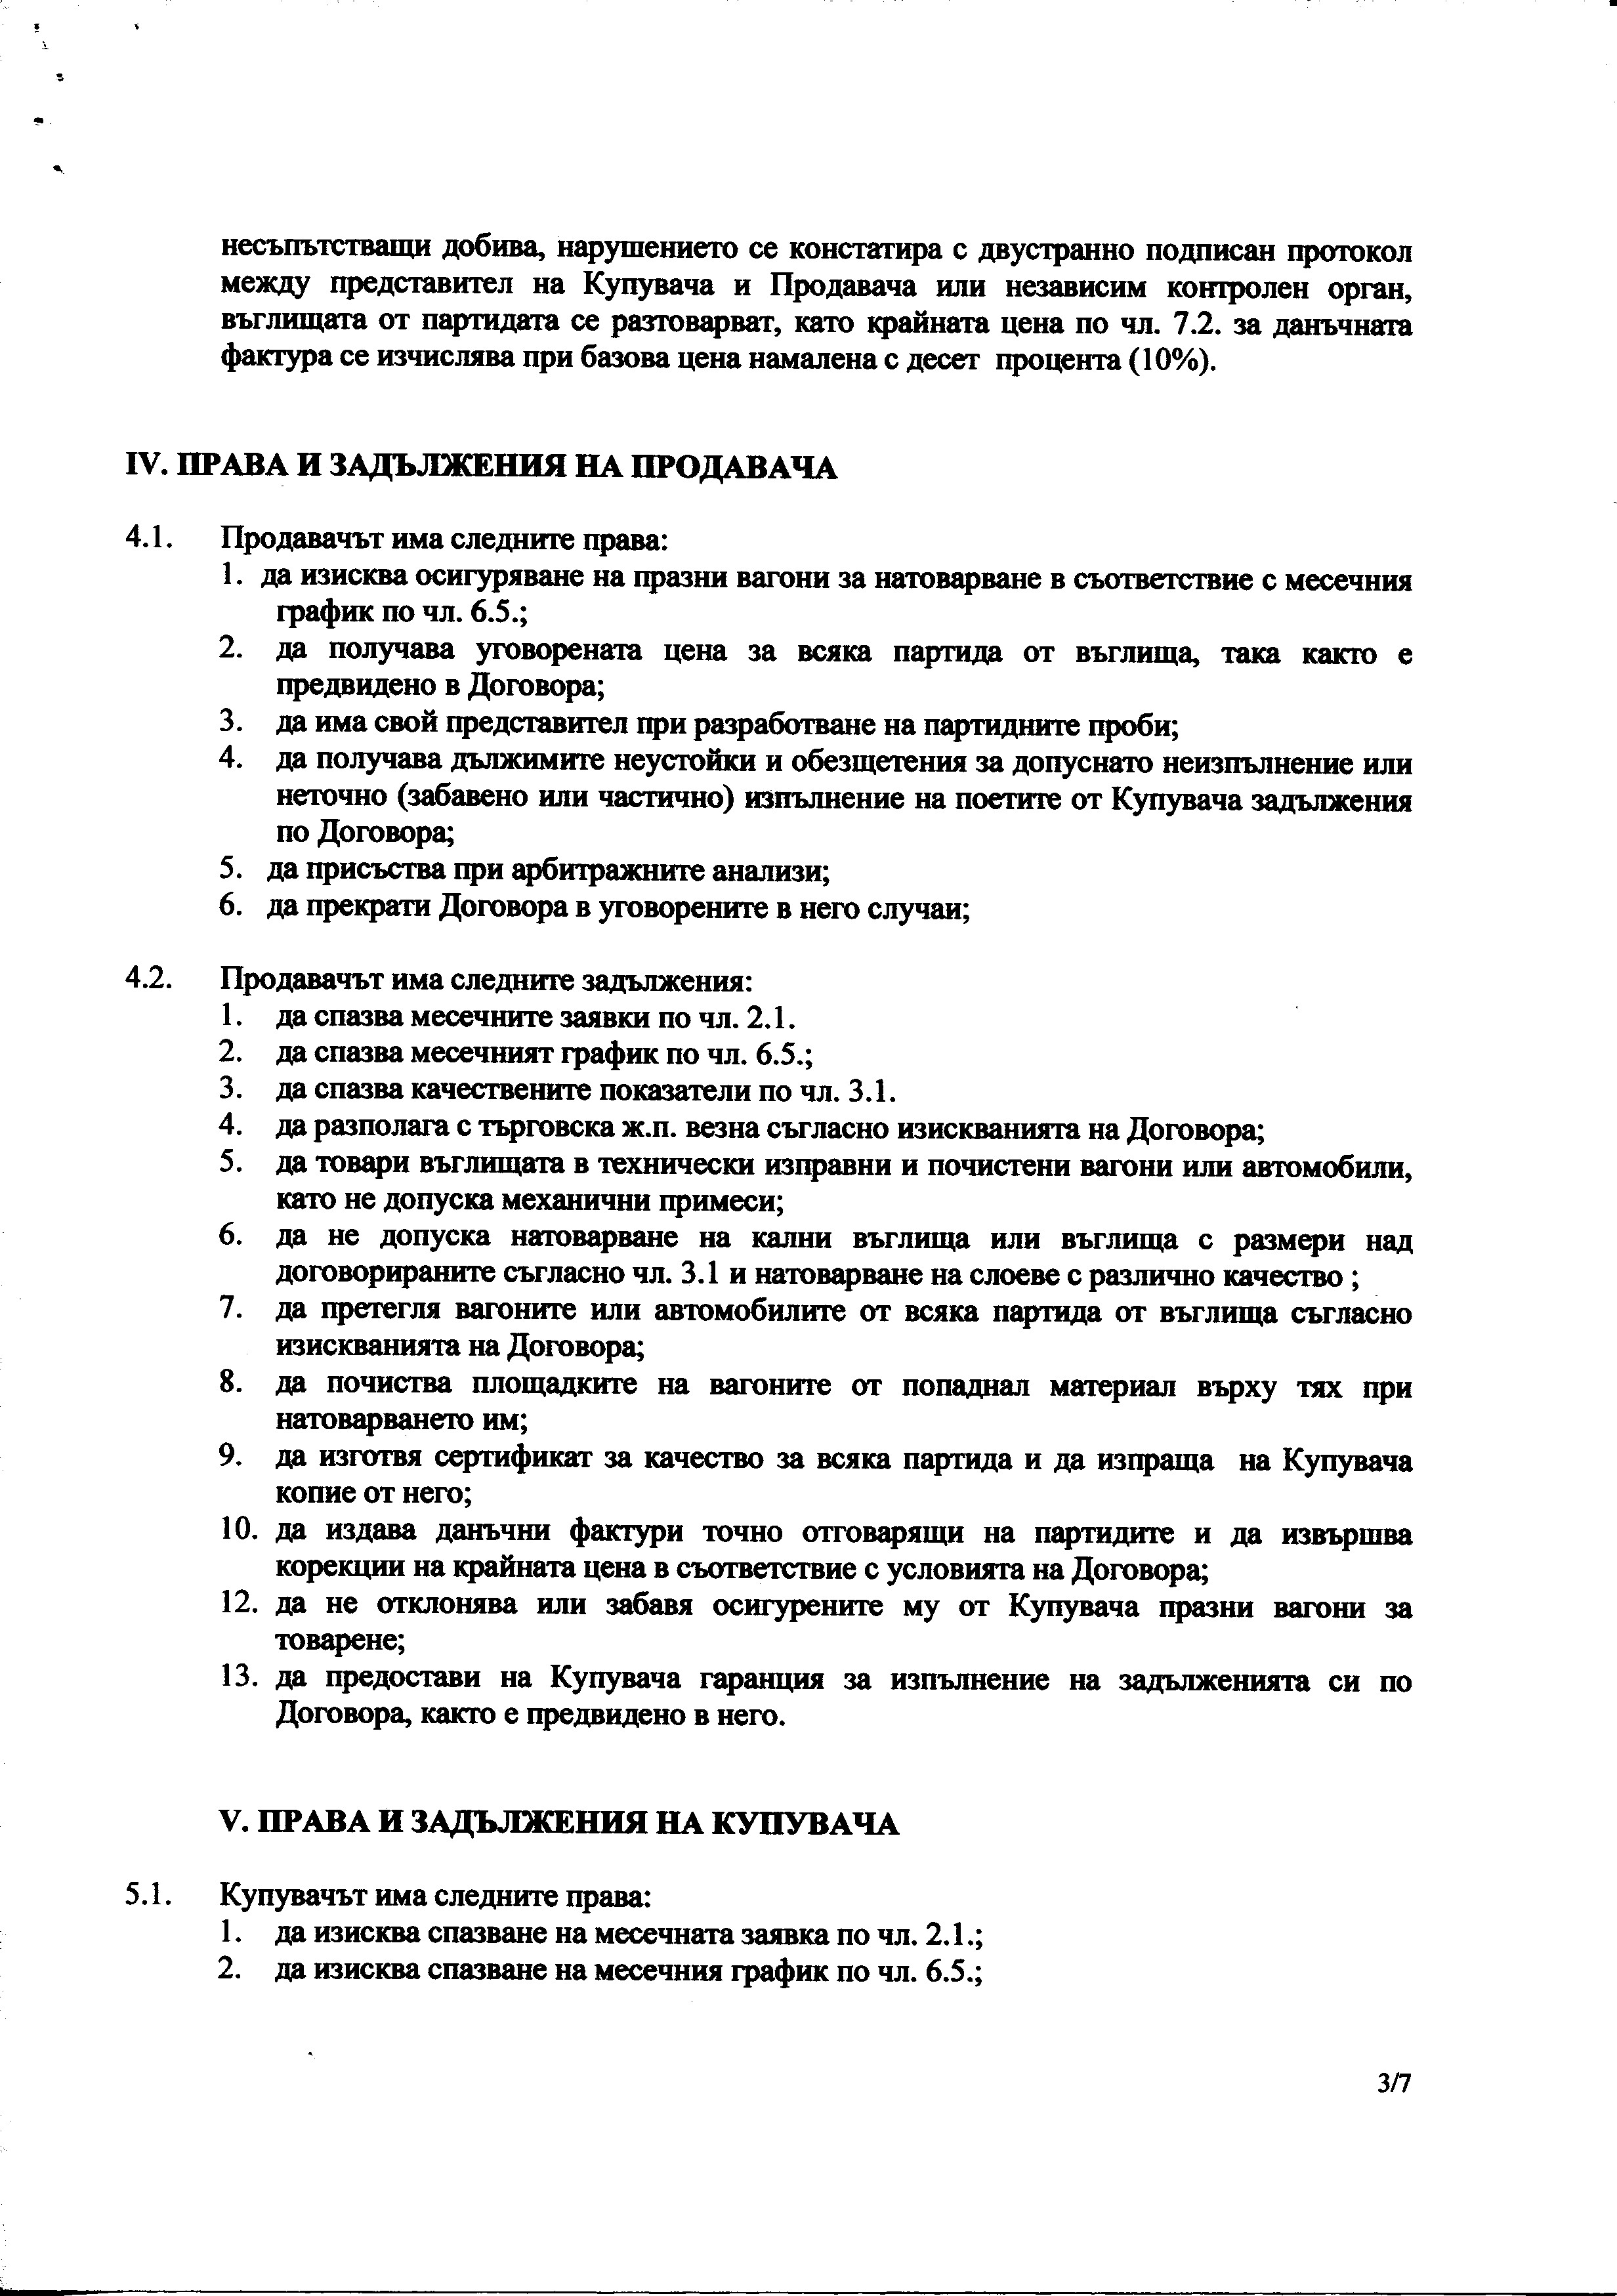 несъпътстващи добива, нарушението се констатира с двустранно подписан протокол
между представител на Купувача и Продавача или независим контролен орган,
въглищата от партидата се разтоварват, като крайната цена по чл. 7.2. за данъчната
фактура се изчислява при базова цена намалена с десет процента (10%).
IV. ПРАВА И ЗАДЪЛЖЕНИЯ НА ПРОДАВАЧА
4.1. Продавачът има следните права:
1. да изисква осигуряване на празни вагони за натоварване в съответствие с месечния
график по чл. 6.5.;
2. да получава уговорената цена за всяка партида от въглища, така както е
предвидено в Договора;
3. да има свой представител при разработване на партидните проби;
4. да получава дължимите неустойки и обезщетения за допуснато неизпълнение или
неточно (забавено или частично) изпълнение на поетите от Купувача задължения
по Договора;
5. да присъства при арбитражните анализи;
6. да прекрати Договора в уговорените в него случаи;
4.2. Продавачът има следните задължения:
1. да спазва месечните заявки по чл. 2.1.
2. да спазва месечният график по чл. 6.5.;
3. да спазва качествените показатели по чл. 3.1.
4. да разполага с търговска ж.п. везна съгласно изискванията на Договора;
5. да товари въглищата в технически изправни и почистени вагони или автомобили,
като не допуска механични примеси;
6. да не допуска натоварване на кални въглища или въглища с размери над
договорираните съгласно чл. 3.1 и натоварване на слоеве с различно качество ;
7. да претегля вагоните или автомобилите от всяка партида от въглища съгласно
изискванията на Договора;
8. да почиства площадките на вагоните от попаднал материал върху тях при
натоварването им;
9. да изготвя сертификат за качество за всяка партида и да изпраща на Купувача
копие от него;
10. да издава данъчни фактури точно отговарящи на партидите и да извършва
корекции на крайната цена в съответствие с условията на Договора;
12. да не отклонява или забавя осигурените му от Купувача празни вагони за
товарене;
13. да предостави на Купувача гаранция за изпълнение на задълженията си по
Договора, както е предвидено в него.
V. ПРАВА И ЗАДЪЛЖЕНИЯ НА КУПУВАЧА
5.1. Купувачът има следните права:
1. да изисква спазване на месечната заявка по чл. 2.1.;
2. да изисква спазване на месечния график по чл. 6.5.;
3/7